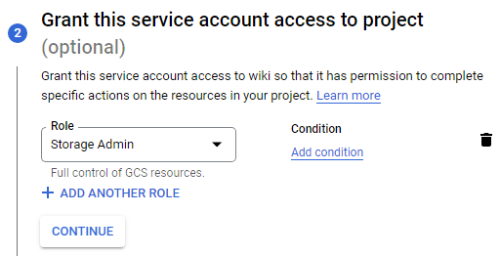 2
Grant this service account access to project
(optional)
Grant this service account access to wiki so that it has permission to complete
specific actions on the resources in your project. Learn more
Role
Storage Admin
Condition
Add condition
Full control of GCS resources.
+ ADD ANOTHER ROLE
CONTINUE